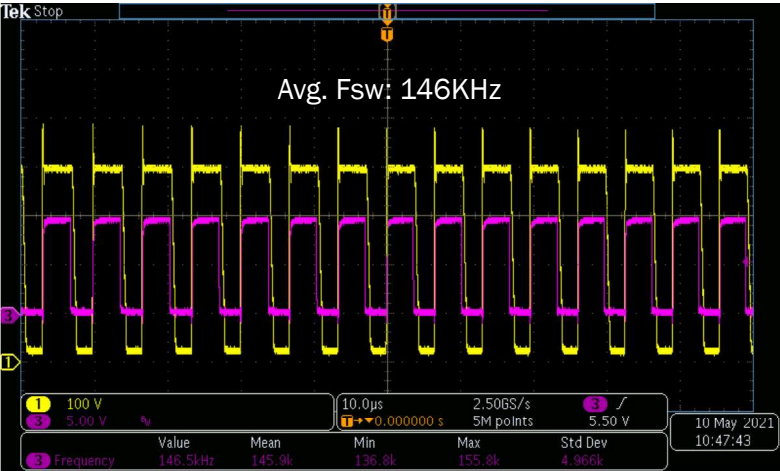 Tek Stop
T
T
Avg. Fsw: 146KHz
3
1
1 100 V
3 5.00 V
10.0µs 2.50GS/s 3
T 0.000000 s 5M points 5.50 V
10 May 2021
10:47:43
Value Mean Min Max Std Dev
3 Frequency 146.5kHz 145.9k 136.8k 155.8k 4.966k